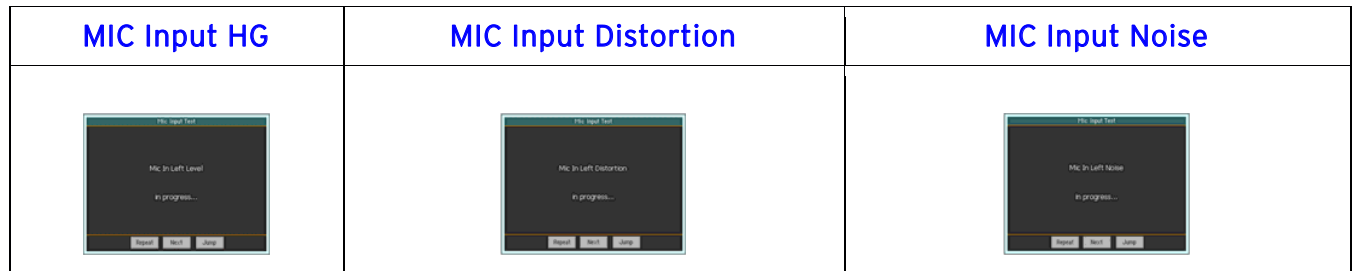 MIC Input HG
MIC Input Distortion
MIC Input Noise
Mic Input Test
Mic In Left Level
in progress...
Repeat Next Jump
Mic Input Test
Mic In Left Distortion
in progress...
Repeat Next Jump
Mic Input Test
Mic In Left Noise
in progress...
Repeat Next Jump